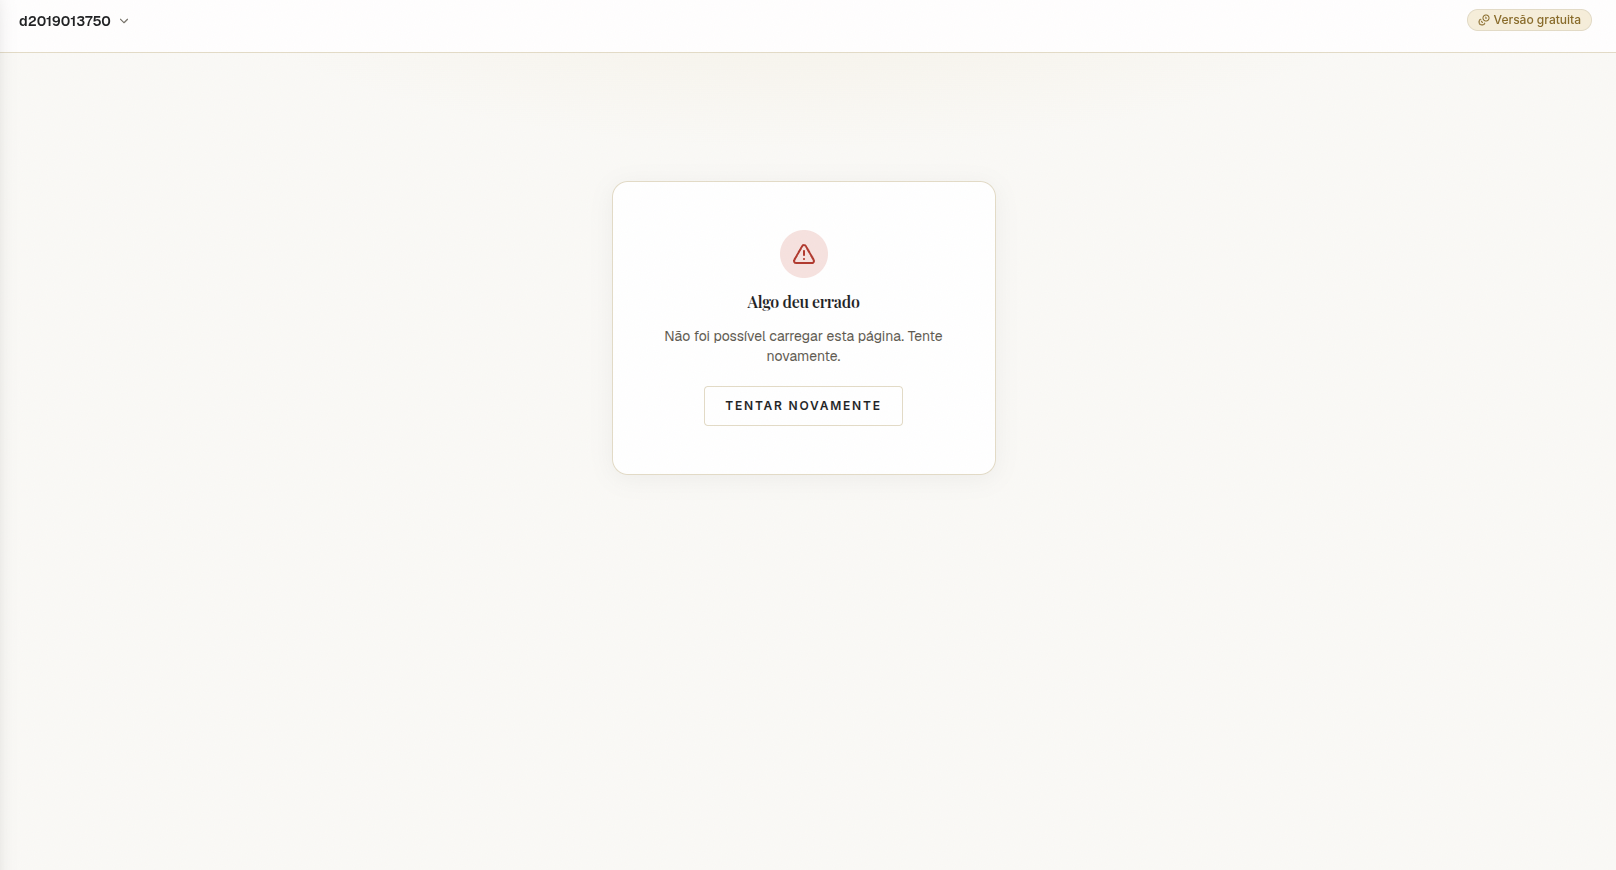 d2019013750
Versão gratuita
Algo deu errado
Não foi possível carregar esta página. Tente
novamente.
TENTAR NOVAMENTE